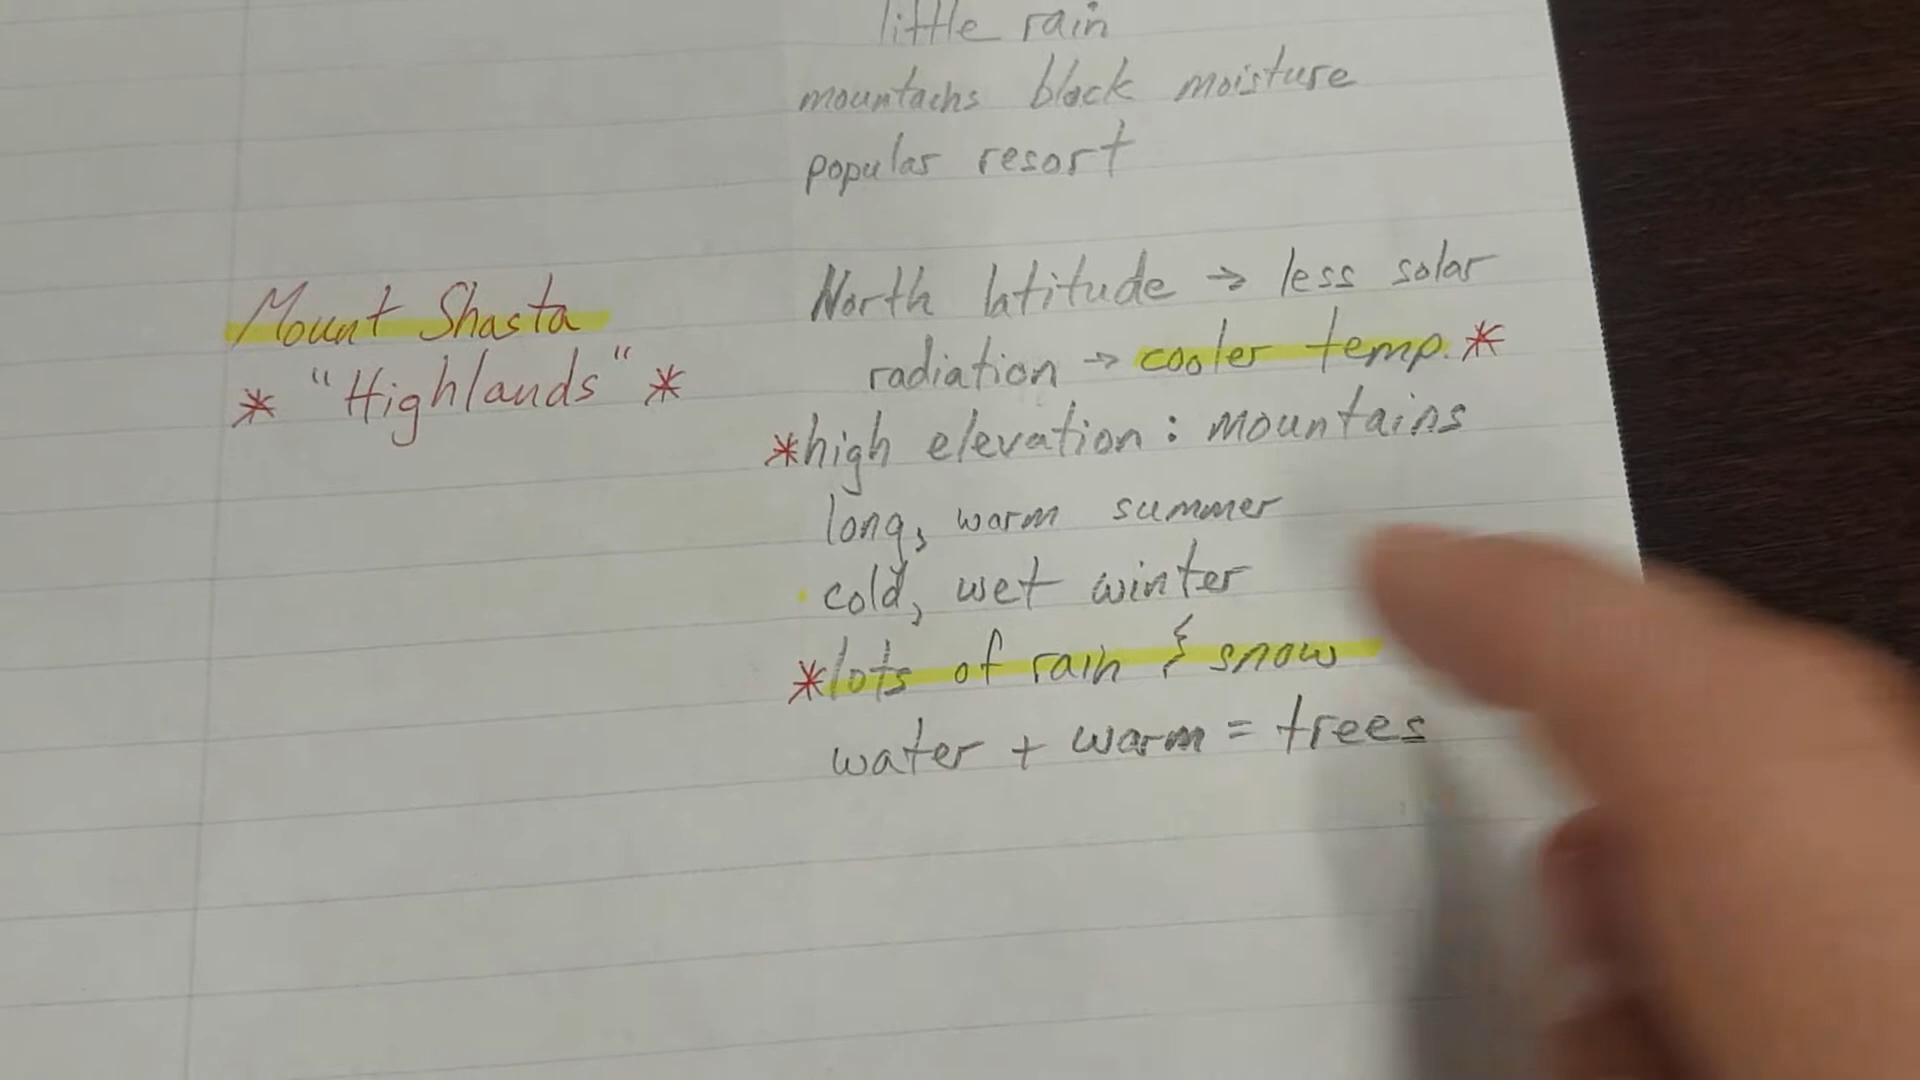 little rain
mountachs block moisture
popular resort
Mount Shasta
* "Highlands" *
North latitude → less solar
radiation → cooler temp. *
*high elevation: mountains
long, warm summer
cold, wet winter
*lots of rain & snow
water + warm = trees